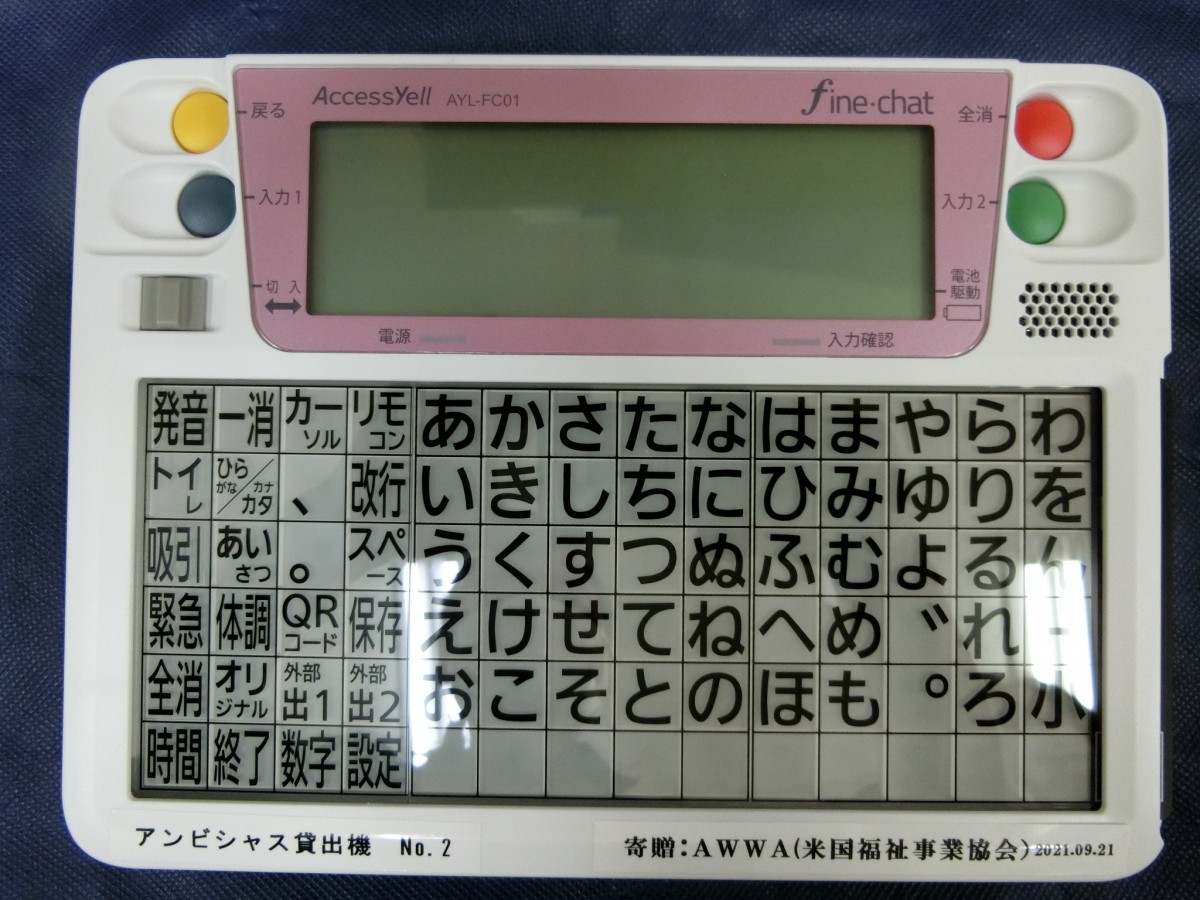 AccessYell AYL-FC01 fine・chat
戻る 全消
入力1 入力2
切 入 電池駆動
電源 入力確認
発音 一消 カーソル リモコン あ か さ た な は ま や ら わ
トイレ ひらがな/カタカナ 、 改行 い き し ち に ひ み ゆ り を
吸引 あいさつ 。 スペース う く す つ ぬ ふ む よ る ん
緊急 体調 QRコード 保存 え け せ て ね へ め ゛ れ ー
全消 オリジナル 外部出1 外部出2 お こ そ と の ほ も ゜ ろ 小
時間 終了 数字 設定
アンビシャス貸出機 No.2 寄贈:AWWA(米国福祉事業協会)2021.09.21